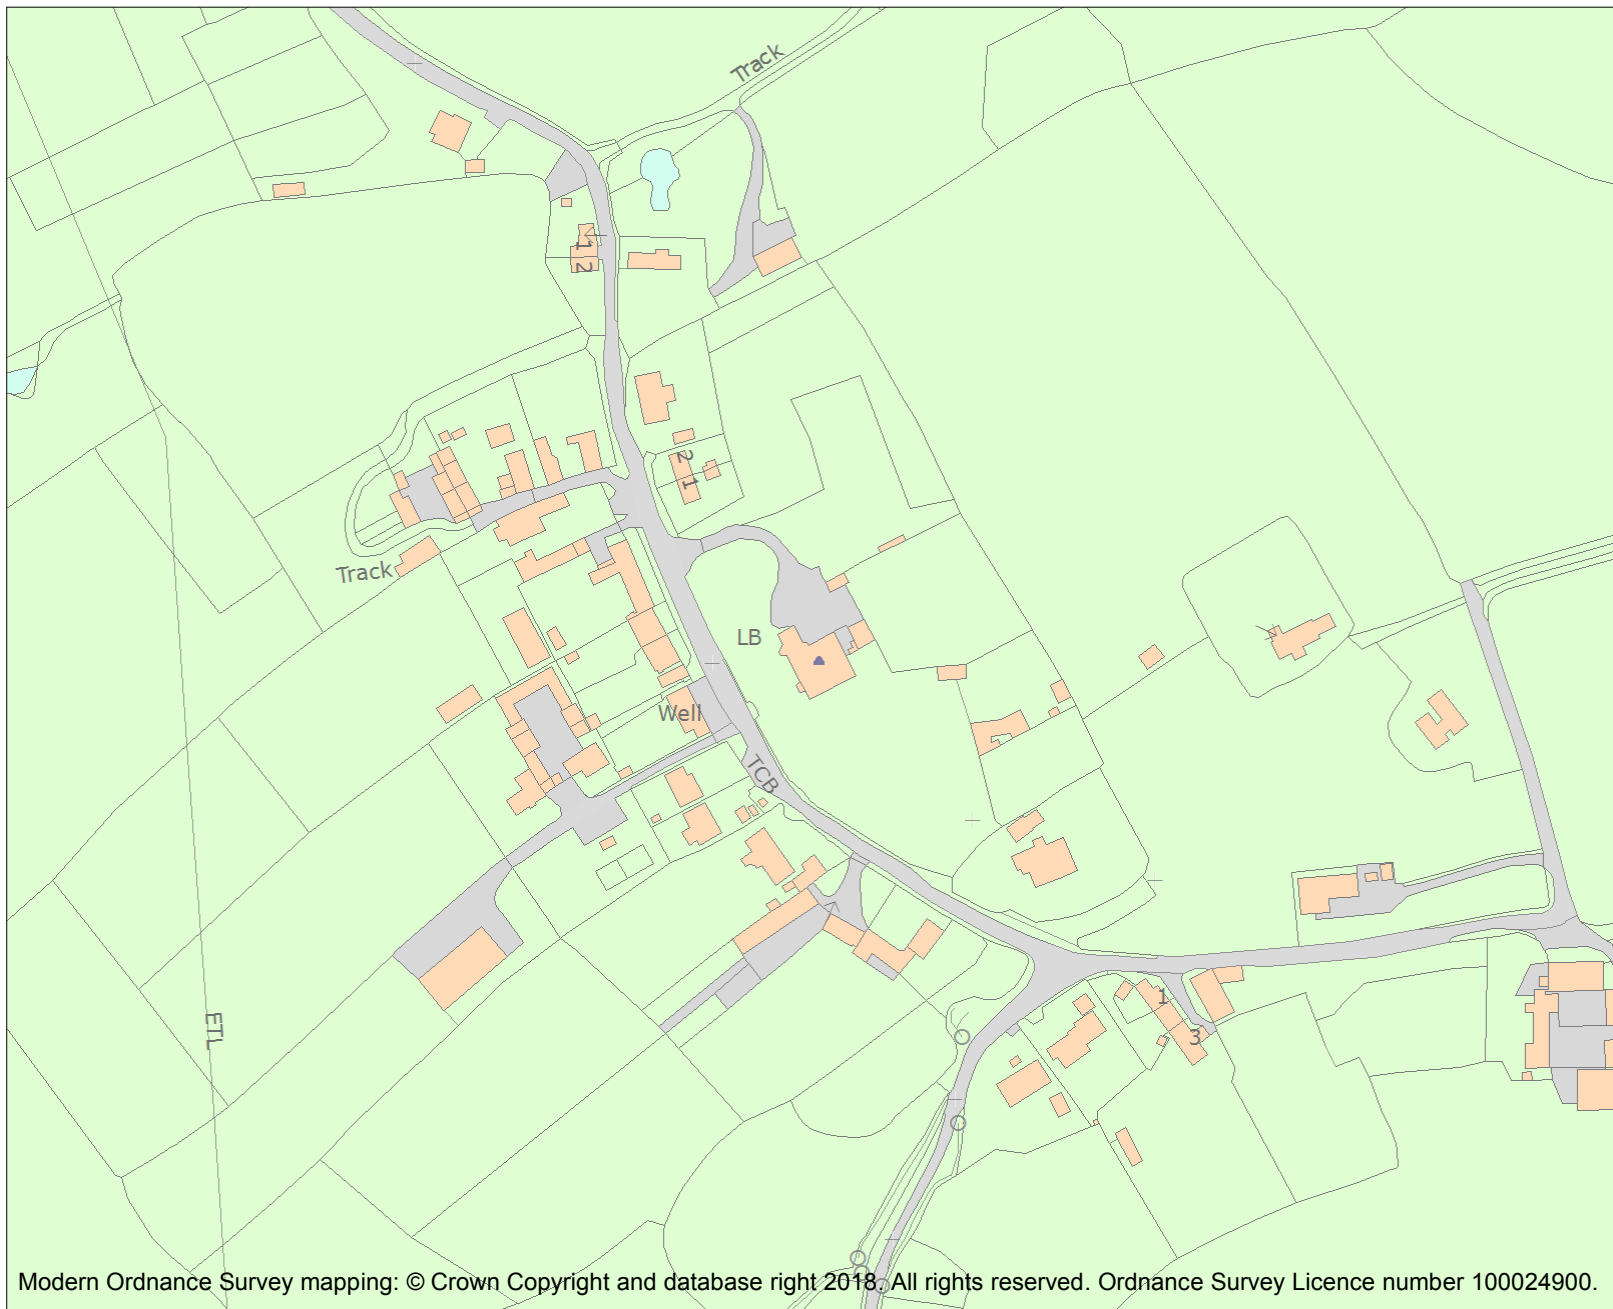 Track
1
2
2
1
Track
LB
Well
TCB
1
3
ETL
Modern Ordnance Survey mapping: © Crown Copyright and database right 2018. All rights reserved. Ordnance Survey Licence number 100024900.